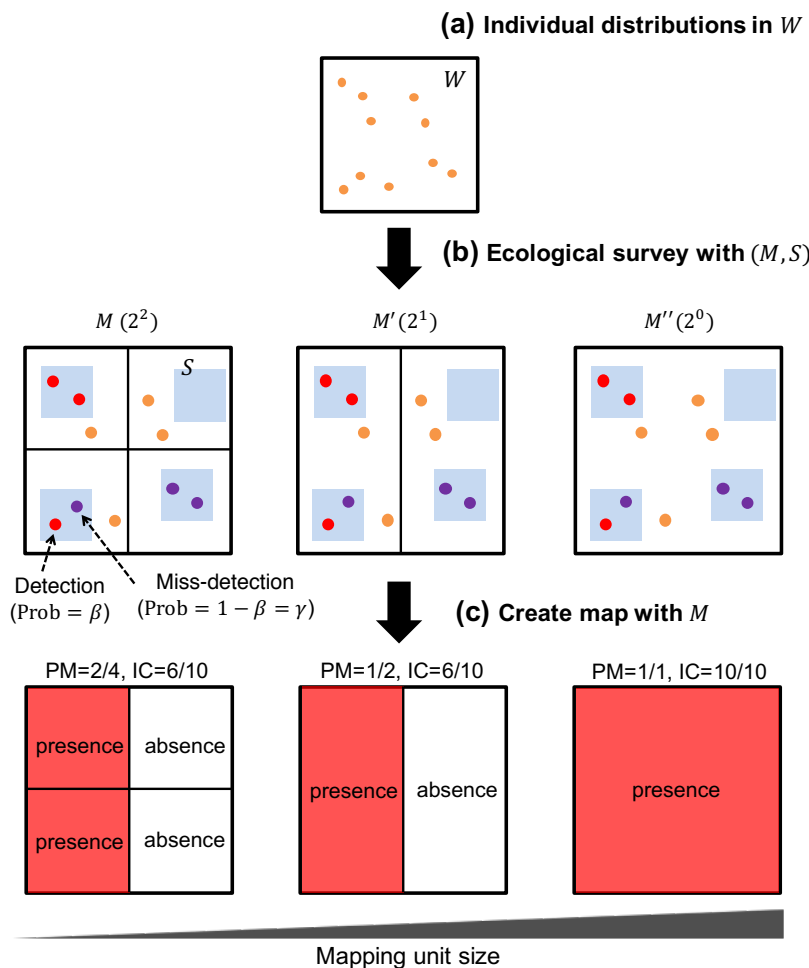 (a) Individual distributions in W
W
(b) Ecological survey with (M, S)
M (2²) M′(2¹) M′′(2⁰)
S
Detection
(Prob = β)
Miss-detection
(Prob = 1 − β = γ)
(c) Create map with M
PM=2/4, IC=6/10 PM=1/2, IC=6/10 PM=1/1, IC=10/10
presence absence
presence absence presence
presence absence
Mapping unit size